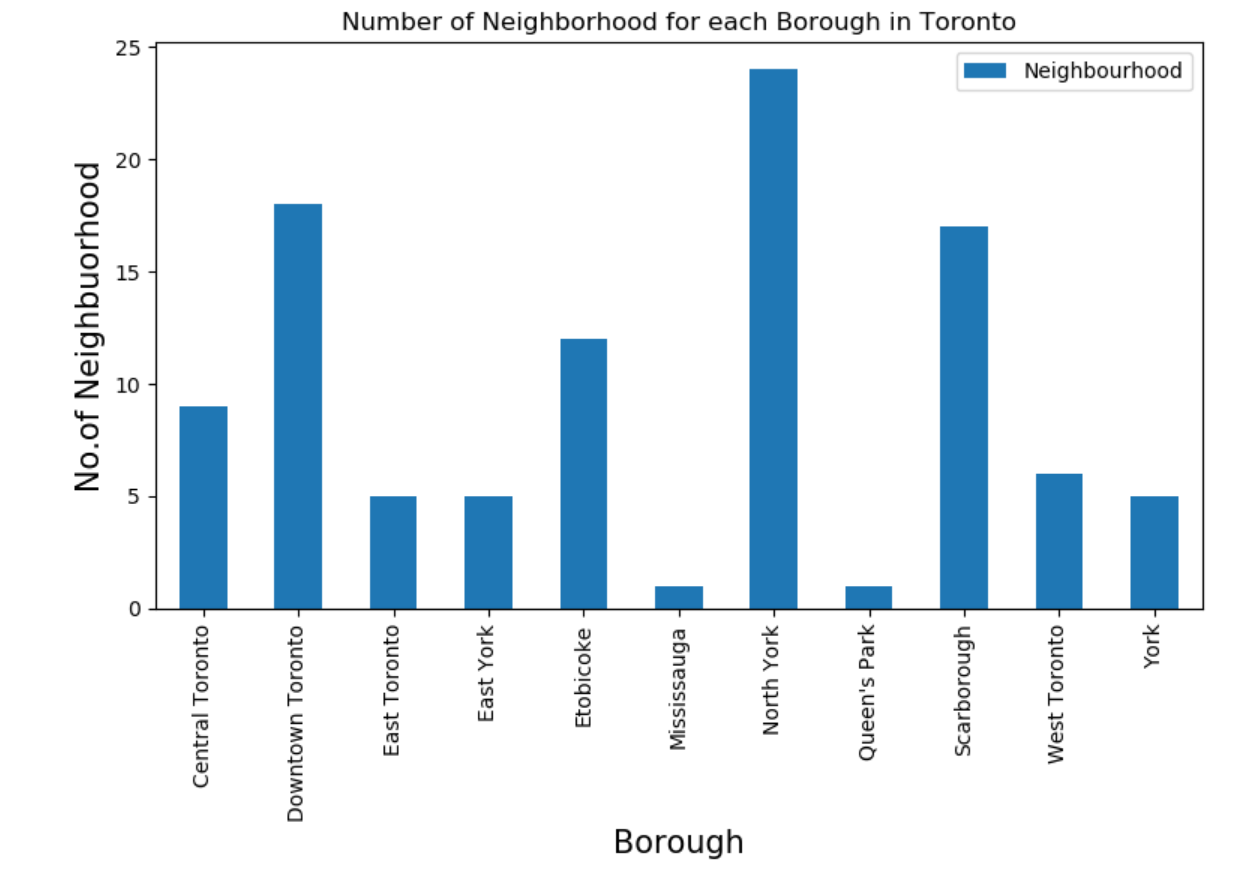 Number of Neighborhood for each Borough in Toronto
Neighbourhood
No.of Neighbuorhood
25
20
15
10
5
0
Central Toronto
Downtown Toronto
East Toronto
East York
Etobicoke
Mississauga
North York
Queen's Park
Scarborough
West Toronto
York
Borough